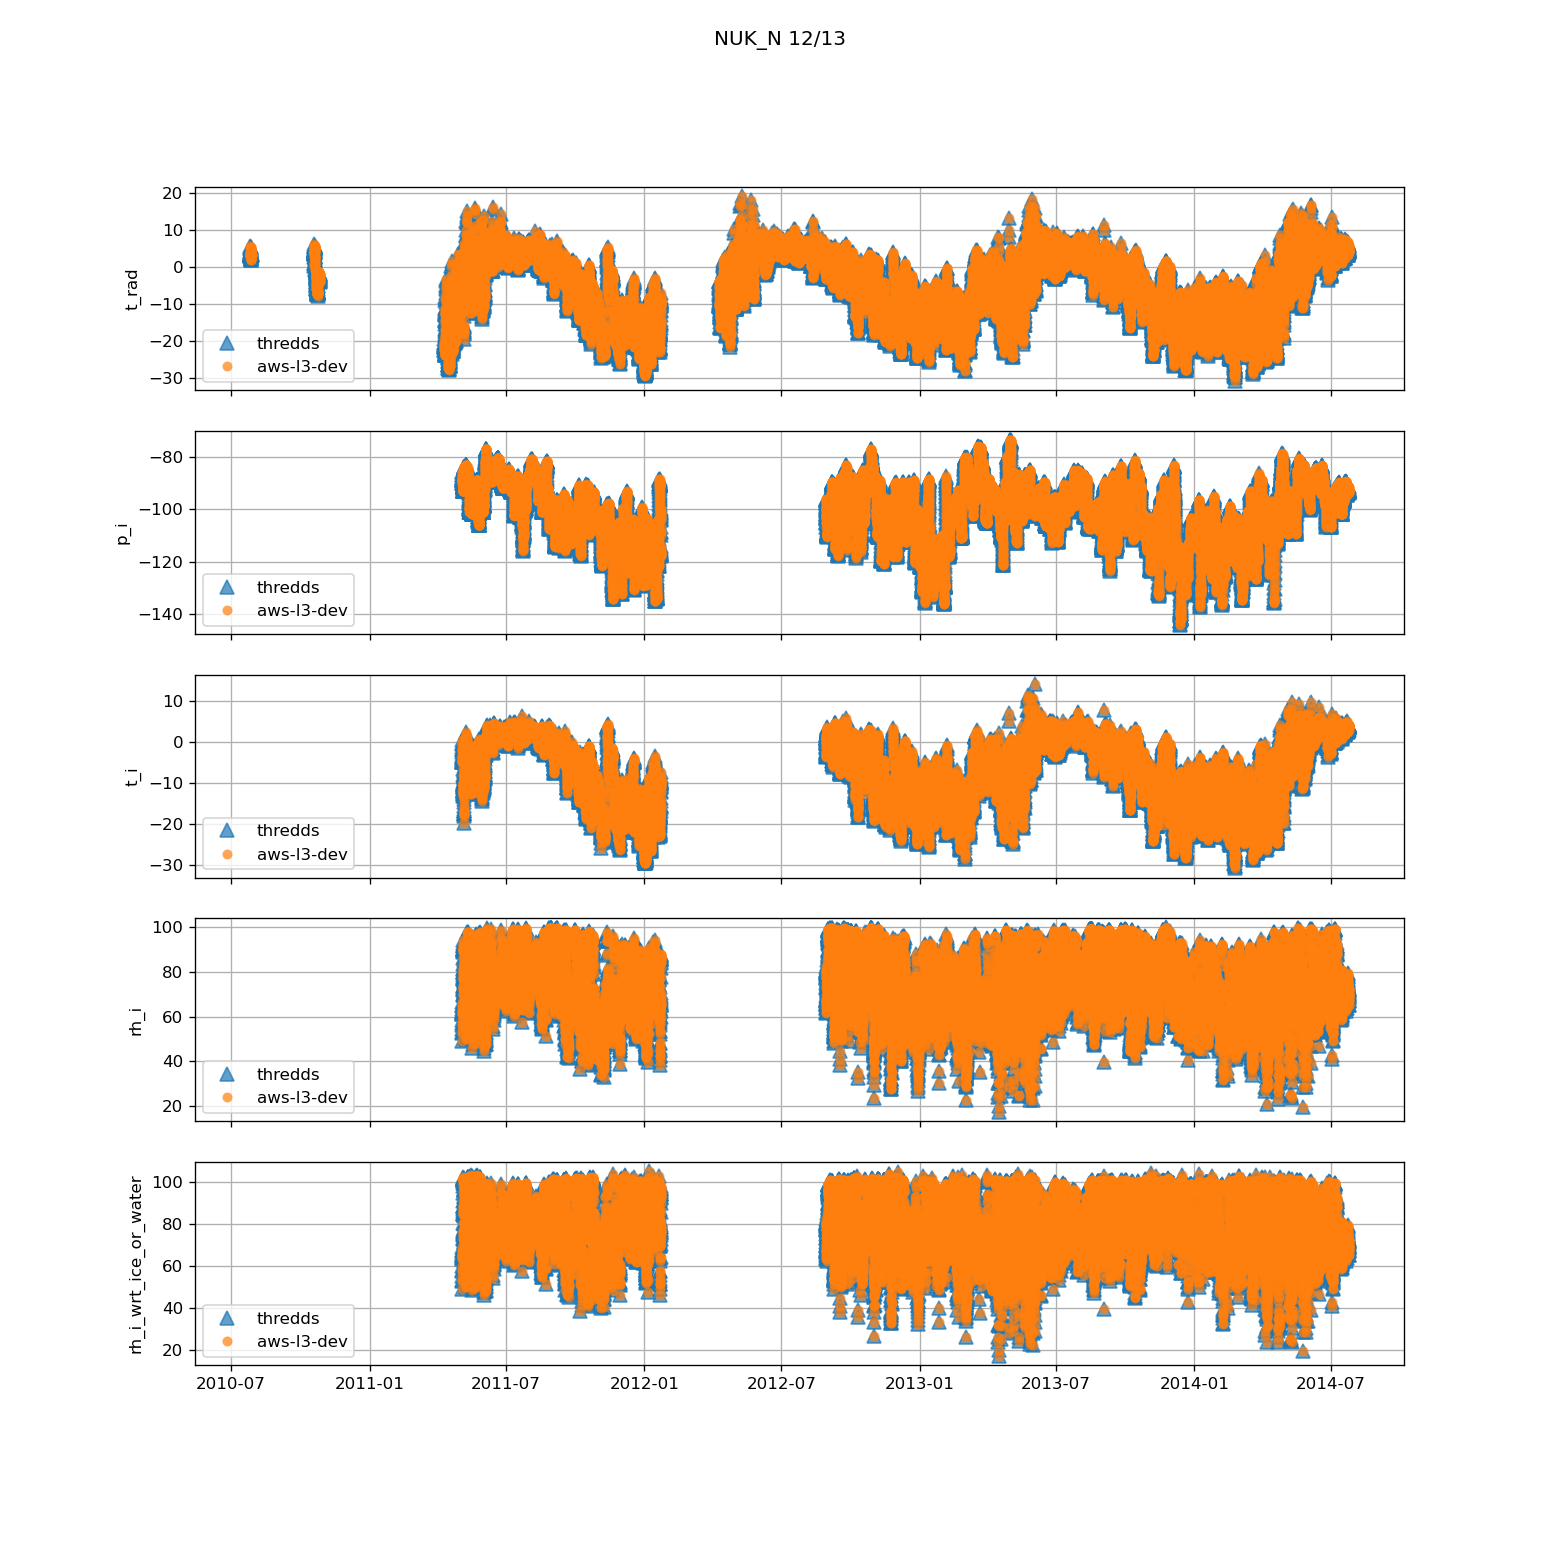 NUK_N 12/13
20
10
0
−10
−20
−30
t_rad
thredds
aws-l3-dev
−80
−100
−120
−140
p_i
thredds
aws-l3-dev
10
0
−10
−20
−30
t_i
thredds
aws-l3-dev
100
80
60
40
20
rh_i
thredds
aws-l3-dev
100
80
60
40
20
rh_i_wrt_ice_or_water
thredds
aws-l3-dev
2010-07 2011-01 2011-07 2012-01 2012-07 2013-01 2013-07 2014-01 2014-07